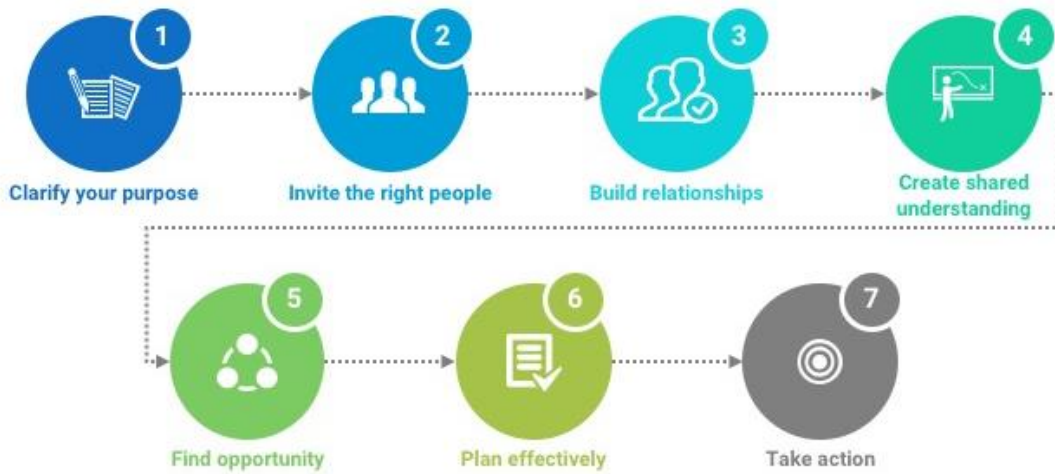 1
Clarify your purpose
2
Invite the right people
3
Build relationships
4
Create shared
understanding
5
Find opportunity
6
Plan effectively
7
Take action